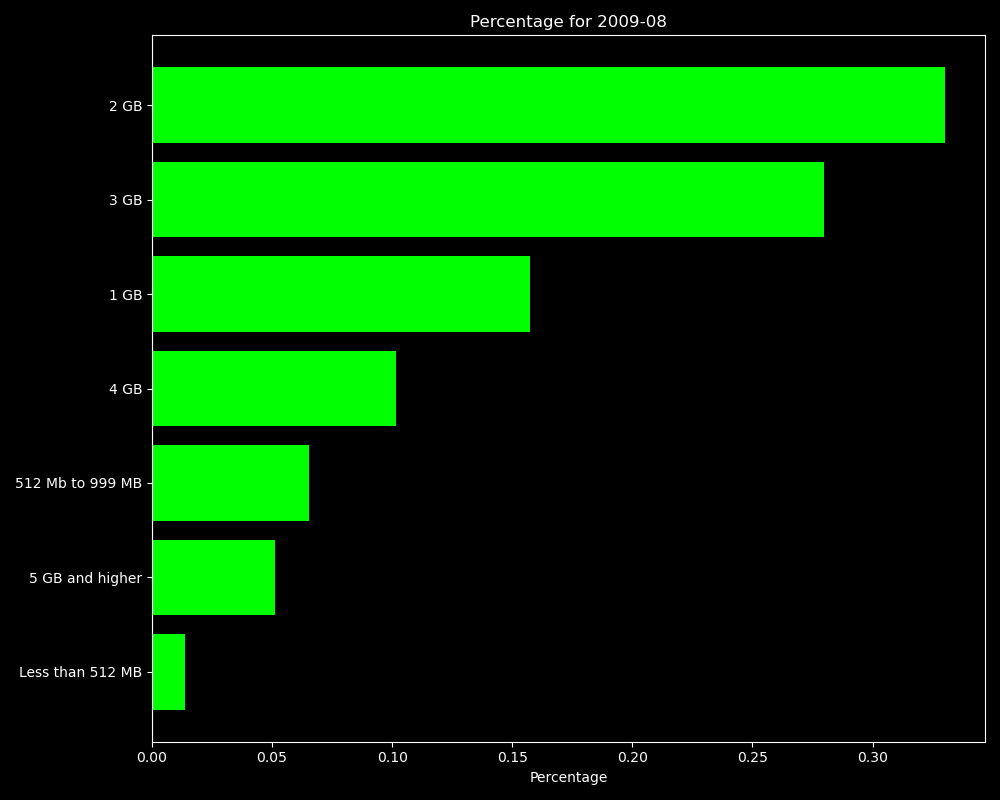 Percentage for 2009-08
2 GB
3 GB
1 GB
4 GB
512 Mb to 999 MB
5 GB and higher
Less than 512 MB
0.00 0.05 0.10 0.15 0.20 0.25 0.30
Percentage